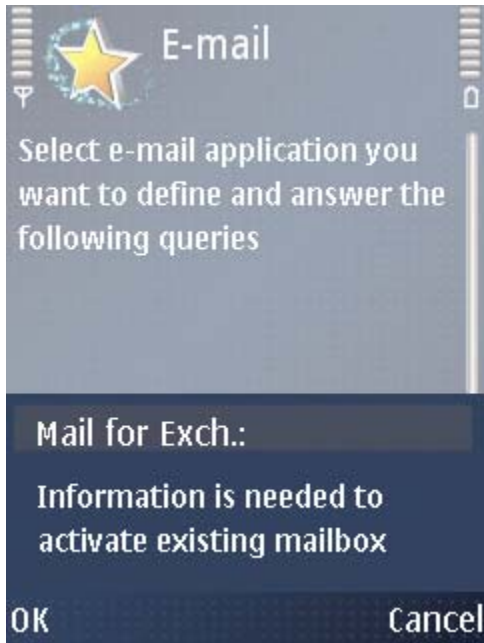 E-mail
Select e-mail application you
want to define and answer the
following queries
Mail for Exch.:
Information is needed to
activate existing mailbox
OK Cancel